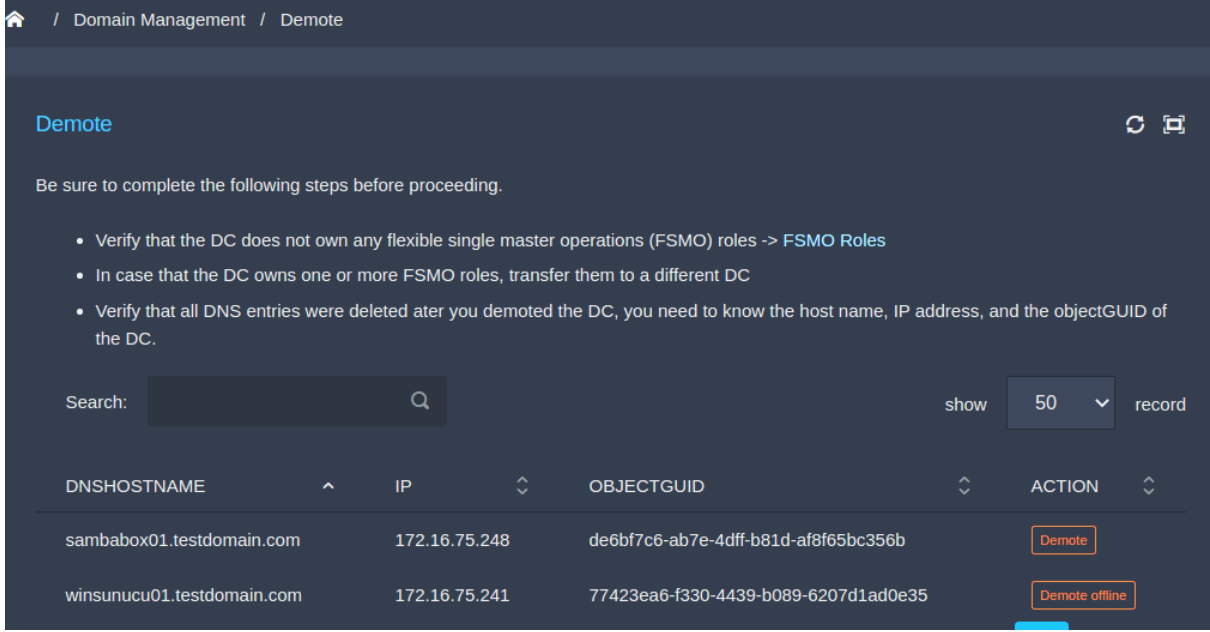 / Domain Management / Demote
Demote
Be sure to complete the following steps before proceeding.
• Verify that the DC does not own any flexible single master operations (FSMO) roles -> FSMO Roles
• In case that the DC owns one or more FSMO roles, transfer them to a different DC
• Verify that all DNS entries were deleted ater you demoted the DC, you need to know the host name, IP address, and the objectGUID of
the DC.
Search: show 50 record
DNSHOSTNAME IP OBJECTGUID ACTION
sambabox01.testdomain.com 172.16.75.248 de6bf7c6-ab7e-4dff-b81d-af8f65bc356b Demote
winsunucu01.testdomain.com 172.16.75.241 77423ea6-f330-4439-b089-6207d1ad0e35 Demote offline